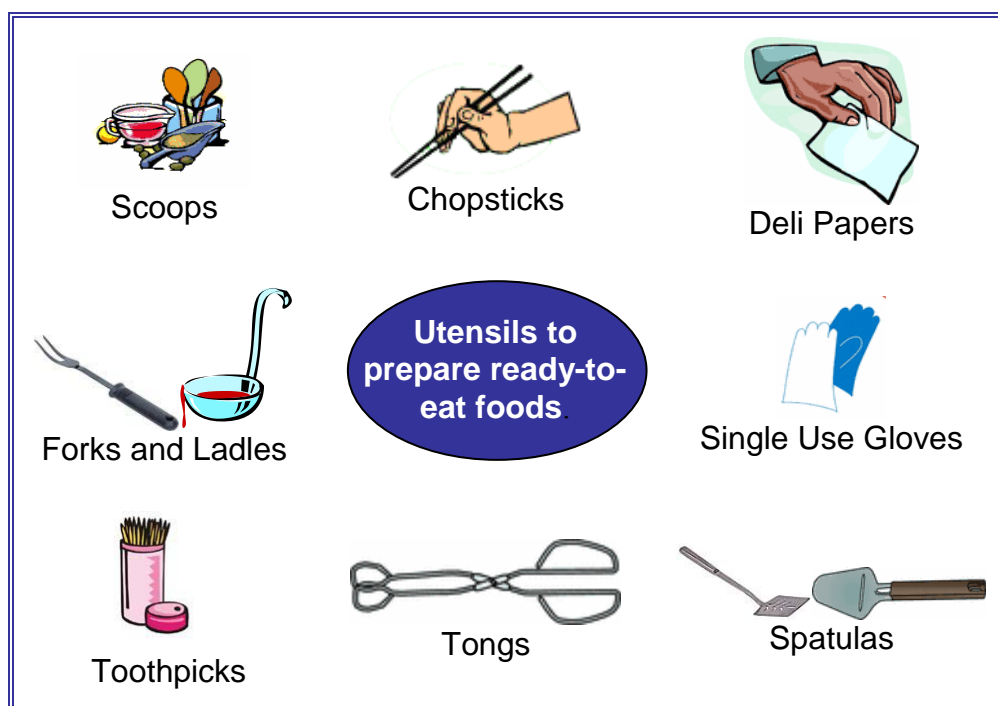 Scoops
Chopsticks
Deli Papers
Forks and Ladles
Utensils to
prepare ready-to-
eat foods.
Single Use Gloves
Toothpicks
Tongs
Spatulas